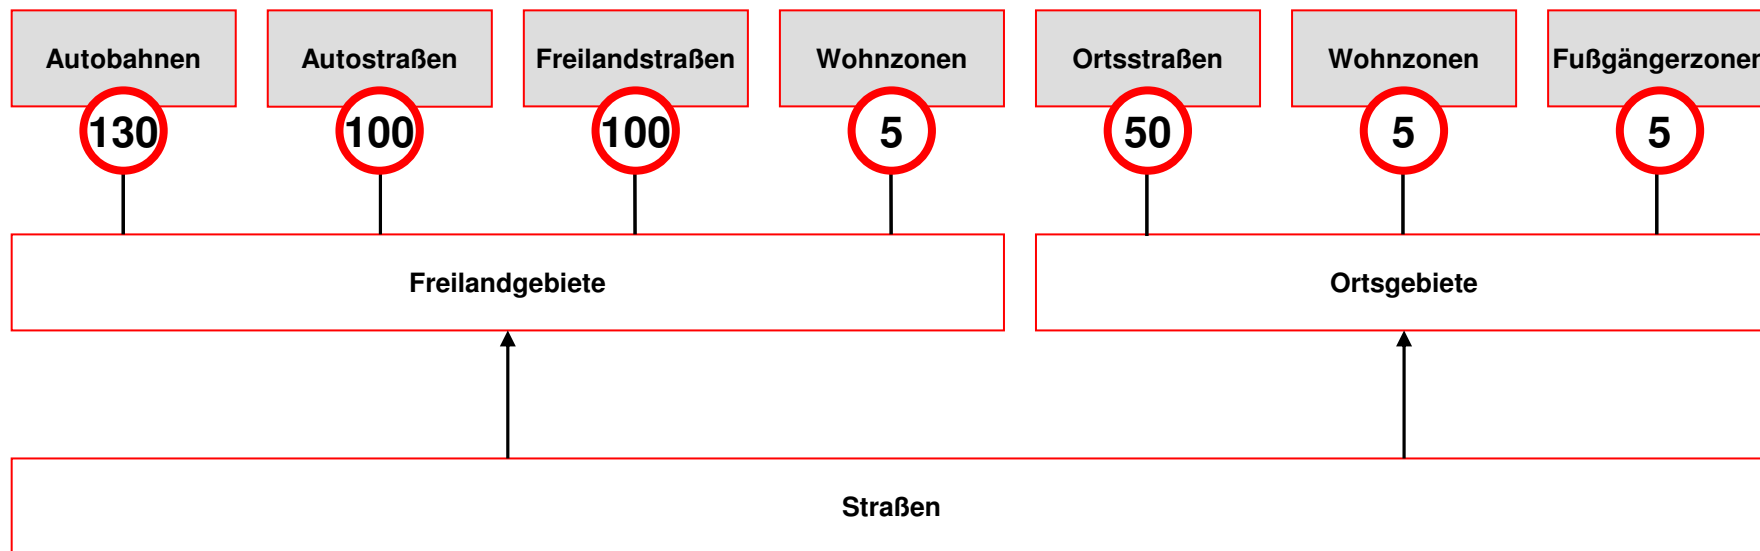 Autobahnen
Autostraßen
Freilandstraßen
Wohnzonen
Ortsstraßen
Wohnzonen
Fußgängerzonen
130
100
100
5
50
5
5
Freilandgebiete
Ortsgebiete
Straßen